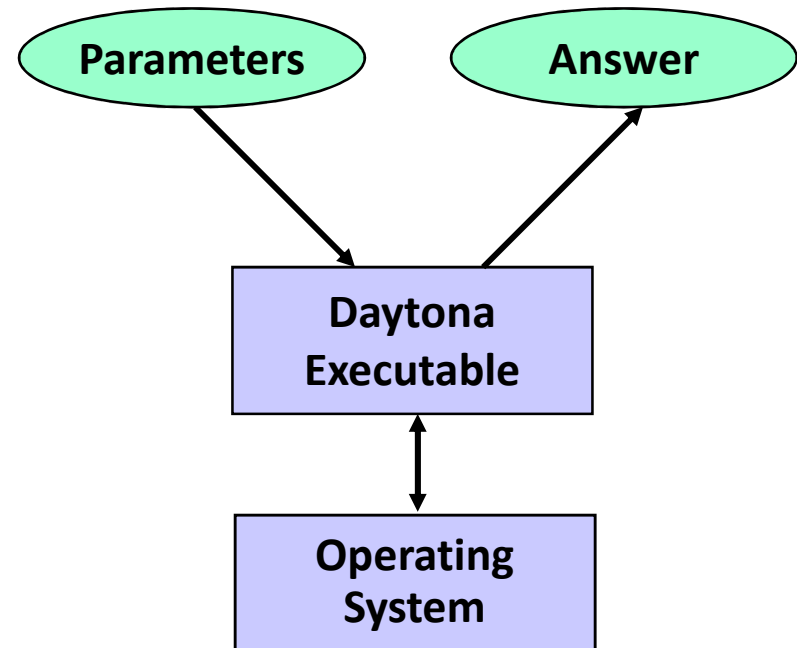 Parameters
Answer
Daytona
Executable
Operating
System